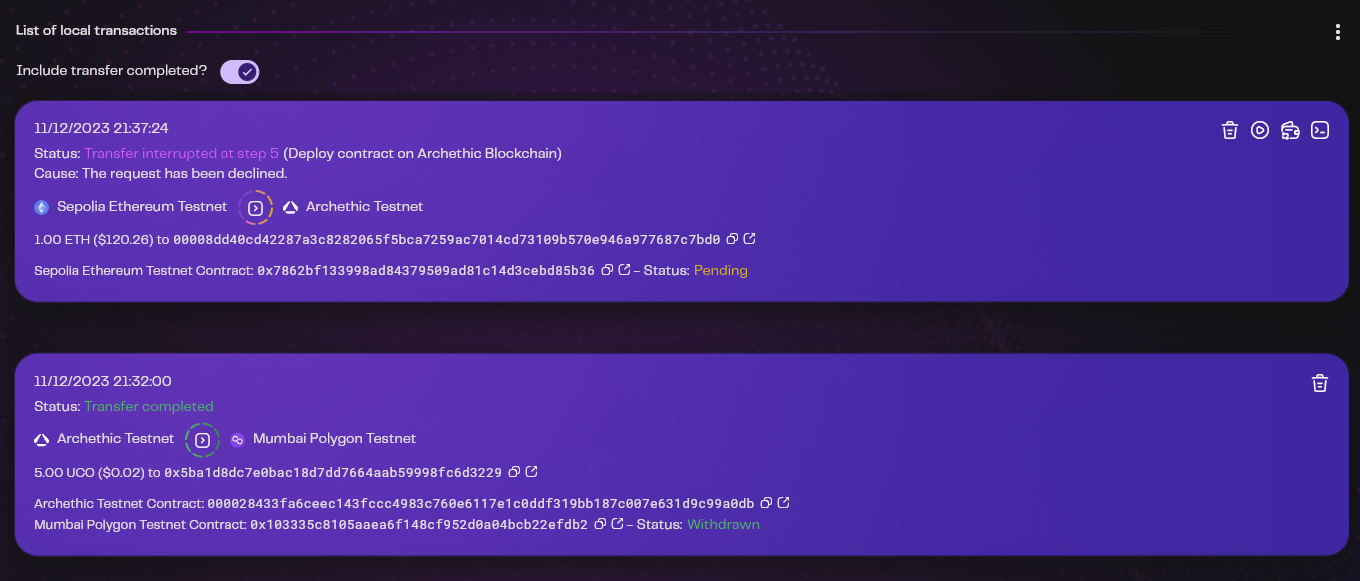 List of local transactions
Include transfer completed?
11/12/2023 21:37:24
Status: Transfer interrupted at step 5 (Deploy contract on Archethic Blockchain)
Cause: The request has been declined.
Sepolia Ethereum Testnet Archethic Testnet
1.00 ETH ($120.26) to 00008dd40cd42287a3c8282065f5bca7259ac7014cd73109b570e946a977687c7bd0
Sepolia Ethereum Testnet Contract: 0x7862bf133998ad84379509ad81c14d3cebd85b36 – Status: Pending
11/12/2023 21:32:00
Status: Transfer completed
Archethic Testnet Mumbai Polygon Testnet
5.00 UCO ($0.02) to 0x5ba1d8dc7e0bac18d7dd7664aab59998fc6d3229
Archethic Testnet Contract: 000028433fa6ceec143fccc4983c760e6117e1c0ddf319bb187c007e631d9c99a0db
Mumbai Polygon Testnet Contract: 0x103335c8105aaea6f148cf952d0a04bcb22efdb2 – Status: Withdrawn